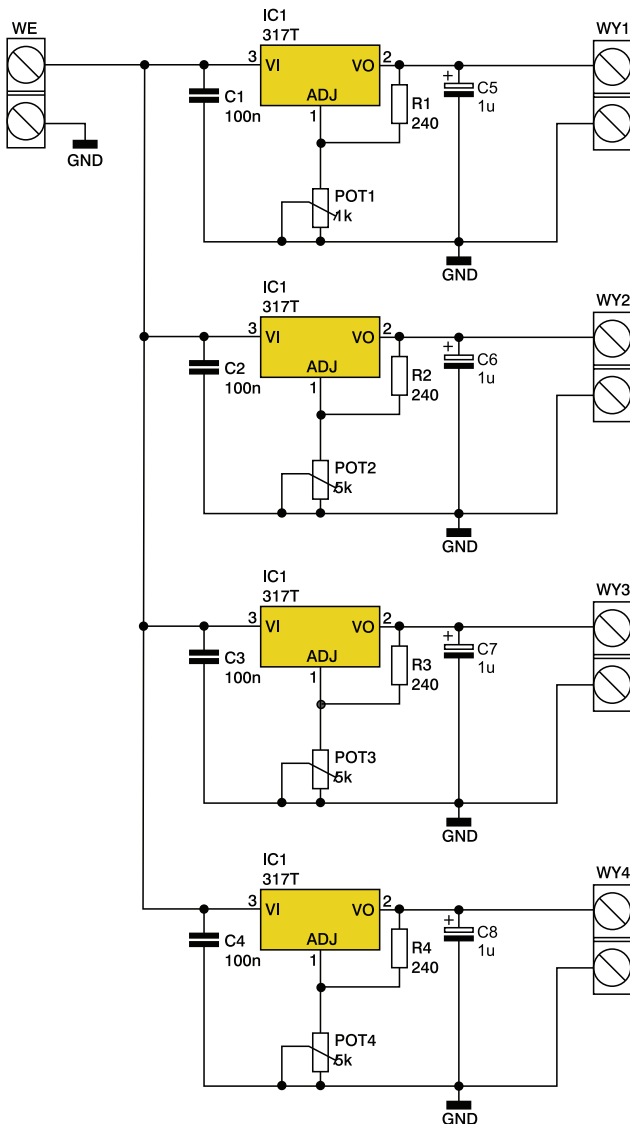 WE
GND
IC1
317T
3
VI
VO
2
ADJ
1
C1
100n
R1
240
+
C5
1u
POT1
1k
GND
WY1
IC1
317T
3
VI
VO
2
ADJ
1
C2
100n
R2
240
+
C6
1u
POT2
5k
GND
WY2
IC1
317T
3
VI
VO
2
ADJ
1
C3
100n
R3
240
+
C7
1u
POT3
5k
GND
WY3
IC1
317T
3
VI
VO
2
ADJ
1
C4
100n
R4
240
+
C8
1u
POT4
5k
GND
WY4